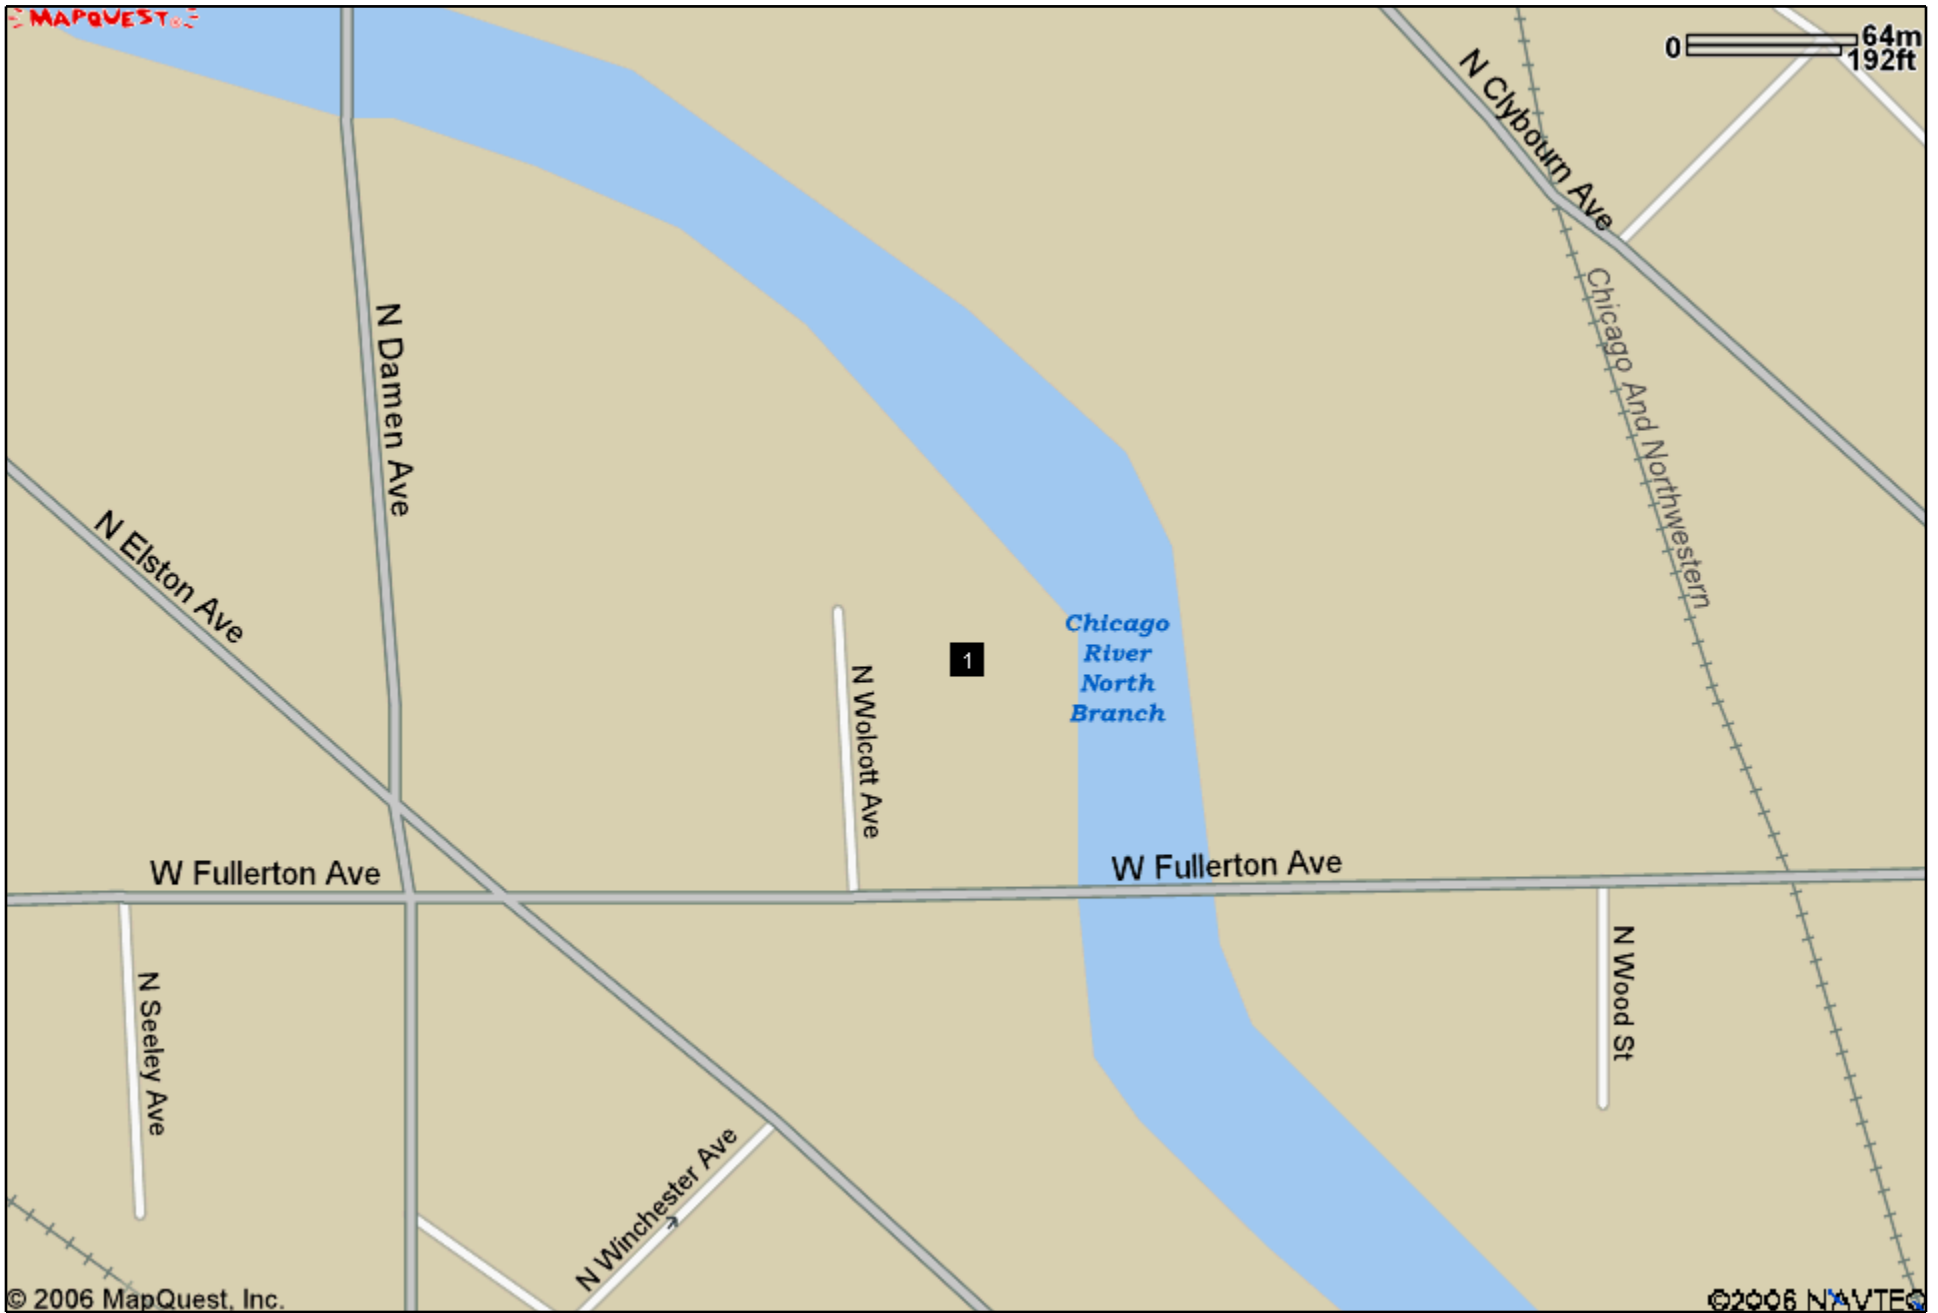 MAPQUEST
0
64m
192ft
N Clybourn Ave
Chicago And Northwestern
N Damen Ave
N Elston Ave
N Wolcott Ave
1
Chicago
River
North
Branch
W Fullerton Ave
W Fullerton Ave
N Seeley Ave
N Winchester Ave
N Wood St
© 2006 MapQuest, Inc.
©2006 NAVTEQ